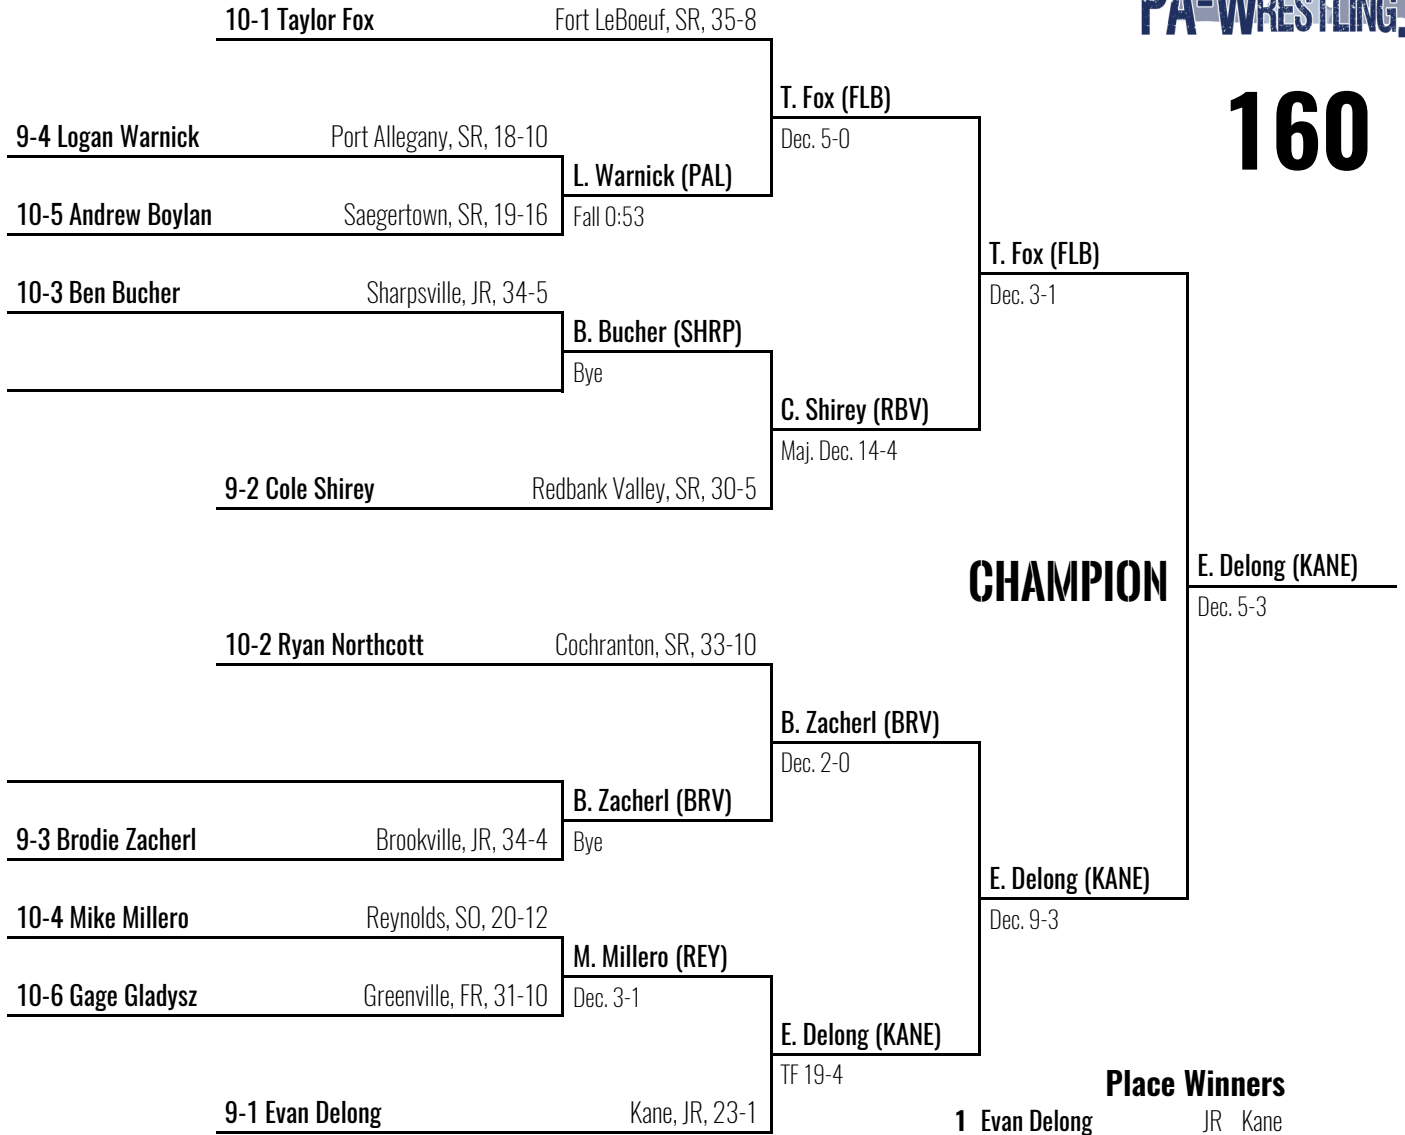 PA-WRESTLING.
160
10-1 Taylor Fox Fort LeBoeuf, SR, 35-8
T. Fox (FLB)
Dec. 5-0
9-4 Logan Warnick Port Allegany, SR, 18-10
L. Warnick (PAL)
Fall 0:53
10-5 Andrew Boylan Saegertown, SR, 19-16
T. Fox (FLB)
Dec. 3-1
10-3 Ben Bucher Sharpsville, JR, 34-5
B. Bucher (SHRP)
Bye
C. Shirey (RBV)
Maj. Dec. 14-4
9-2 Cole Shirey Redbank Valley, SR, 30-5
CHAMPION
E. Delong (KANE)
Dec. 5-3
10-2 Ryan Northcott Cochranton, SR, 33-10
B. Zacherl (BRV)
Dec. 2-0
B. Zacherl (BRV)
Bye
9-3 Brodie Zacherl Brookville, JR, 34-4
E. Delong (KANE)
Dec. 9-3
10-4 Mike Millero Reynolds, SO, 20-12
M. Millero (REY)
Dec. 3-1
10-6 Gage Gladysz Greenville, FR, 31-10
E. Delong (KANE)
TF 19-4
9-1 Evan Delong Kane, JR, 23-1
Place Winners
1 Evan Delong JR Kane